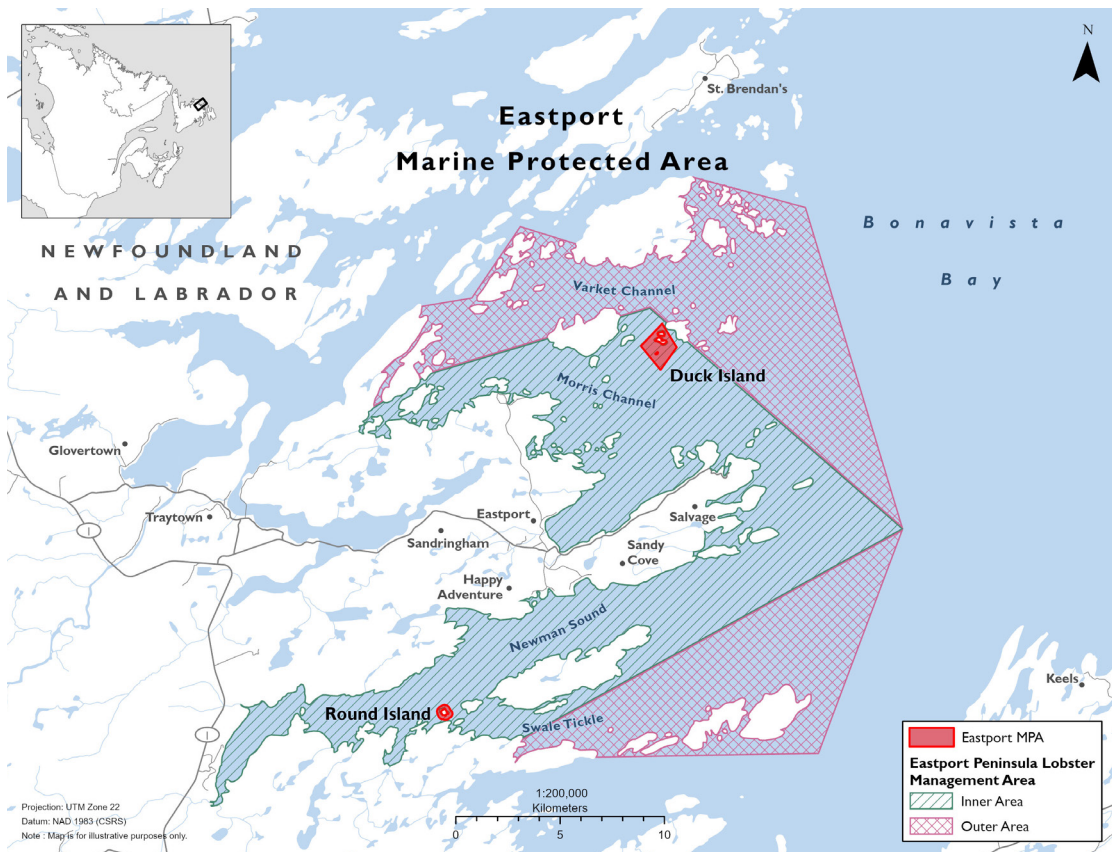 N
St. Brendan's
Eastport
Marine Protected Area
NEWFOUNDLAND
AND LABRADOR
Bonavista
Bay
Varket Channel
Duck Island
Morris Channel
Glovertown
Traytown
1
Eastport
Sandringham
Salvage
Sandy
Cove
Happy
Adventure
Newman Sound
Round Island
1
Swale Tickle
Keels
Eastport MPA
Eastport Peninsula Lobster
Management Area
Inner Area
Outer Area
1:200,000
Kilometers
0 5 10
Projection: UTM Zone 22
Datum: NAD 1983 (CSRS)
Note : Map is for illustrative purposes only.